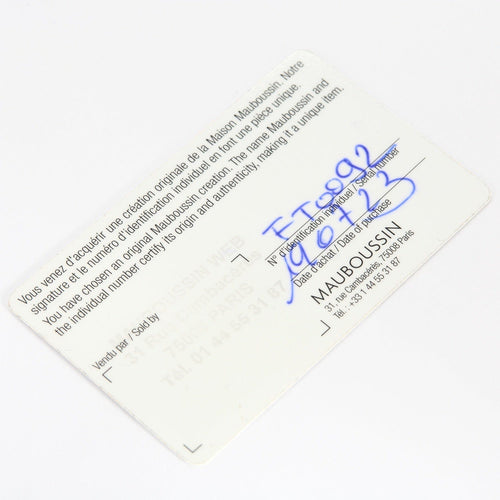 Vous venez d'acquérir une création originale de la Maison Mauboussin. Notre
signature et le numéro d'identification individuel en font une pièce unique.
You have chosen an original Mauboussin creation. The name Mauboussin and
the individual number certify its origin and authenticity, making it a unique item.
Vendu par / Sold by
WEB
75008 PARIS
Tél. 01 44 55 31 87
N° d'identification individuel / Serial number
190723
Date d'achat / Date of purchase
MAUBOUSSIN
31, rue Cambacérès, 75008 Paris
Tél. : +33 1 44 55 31 87